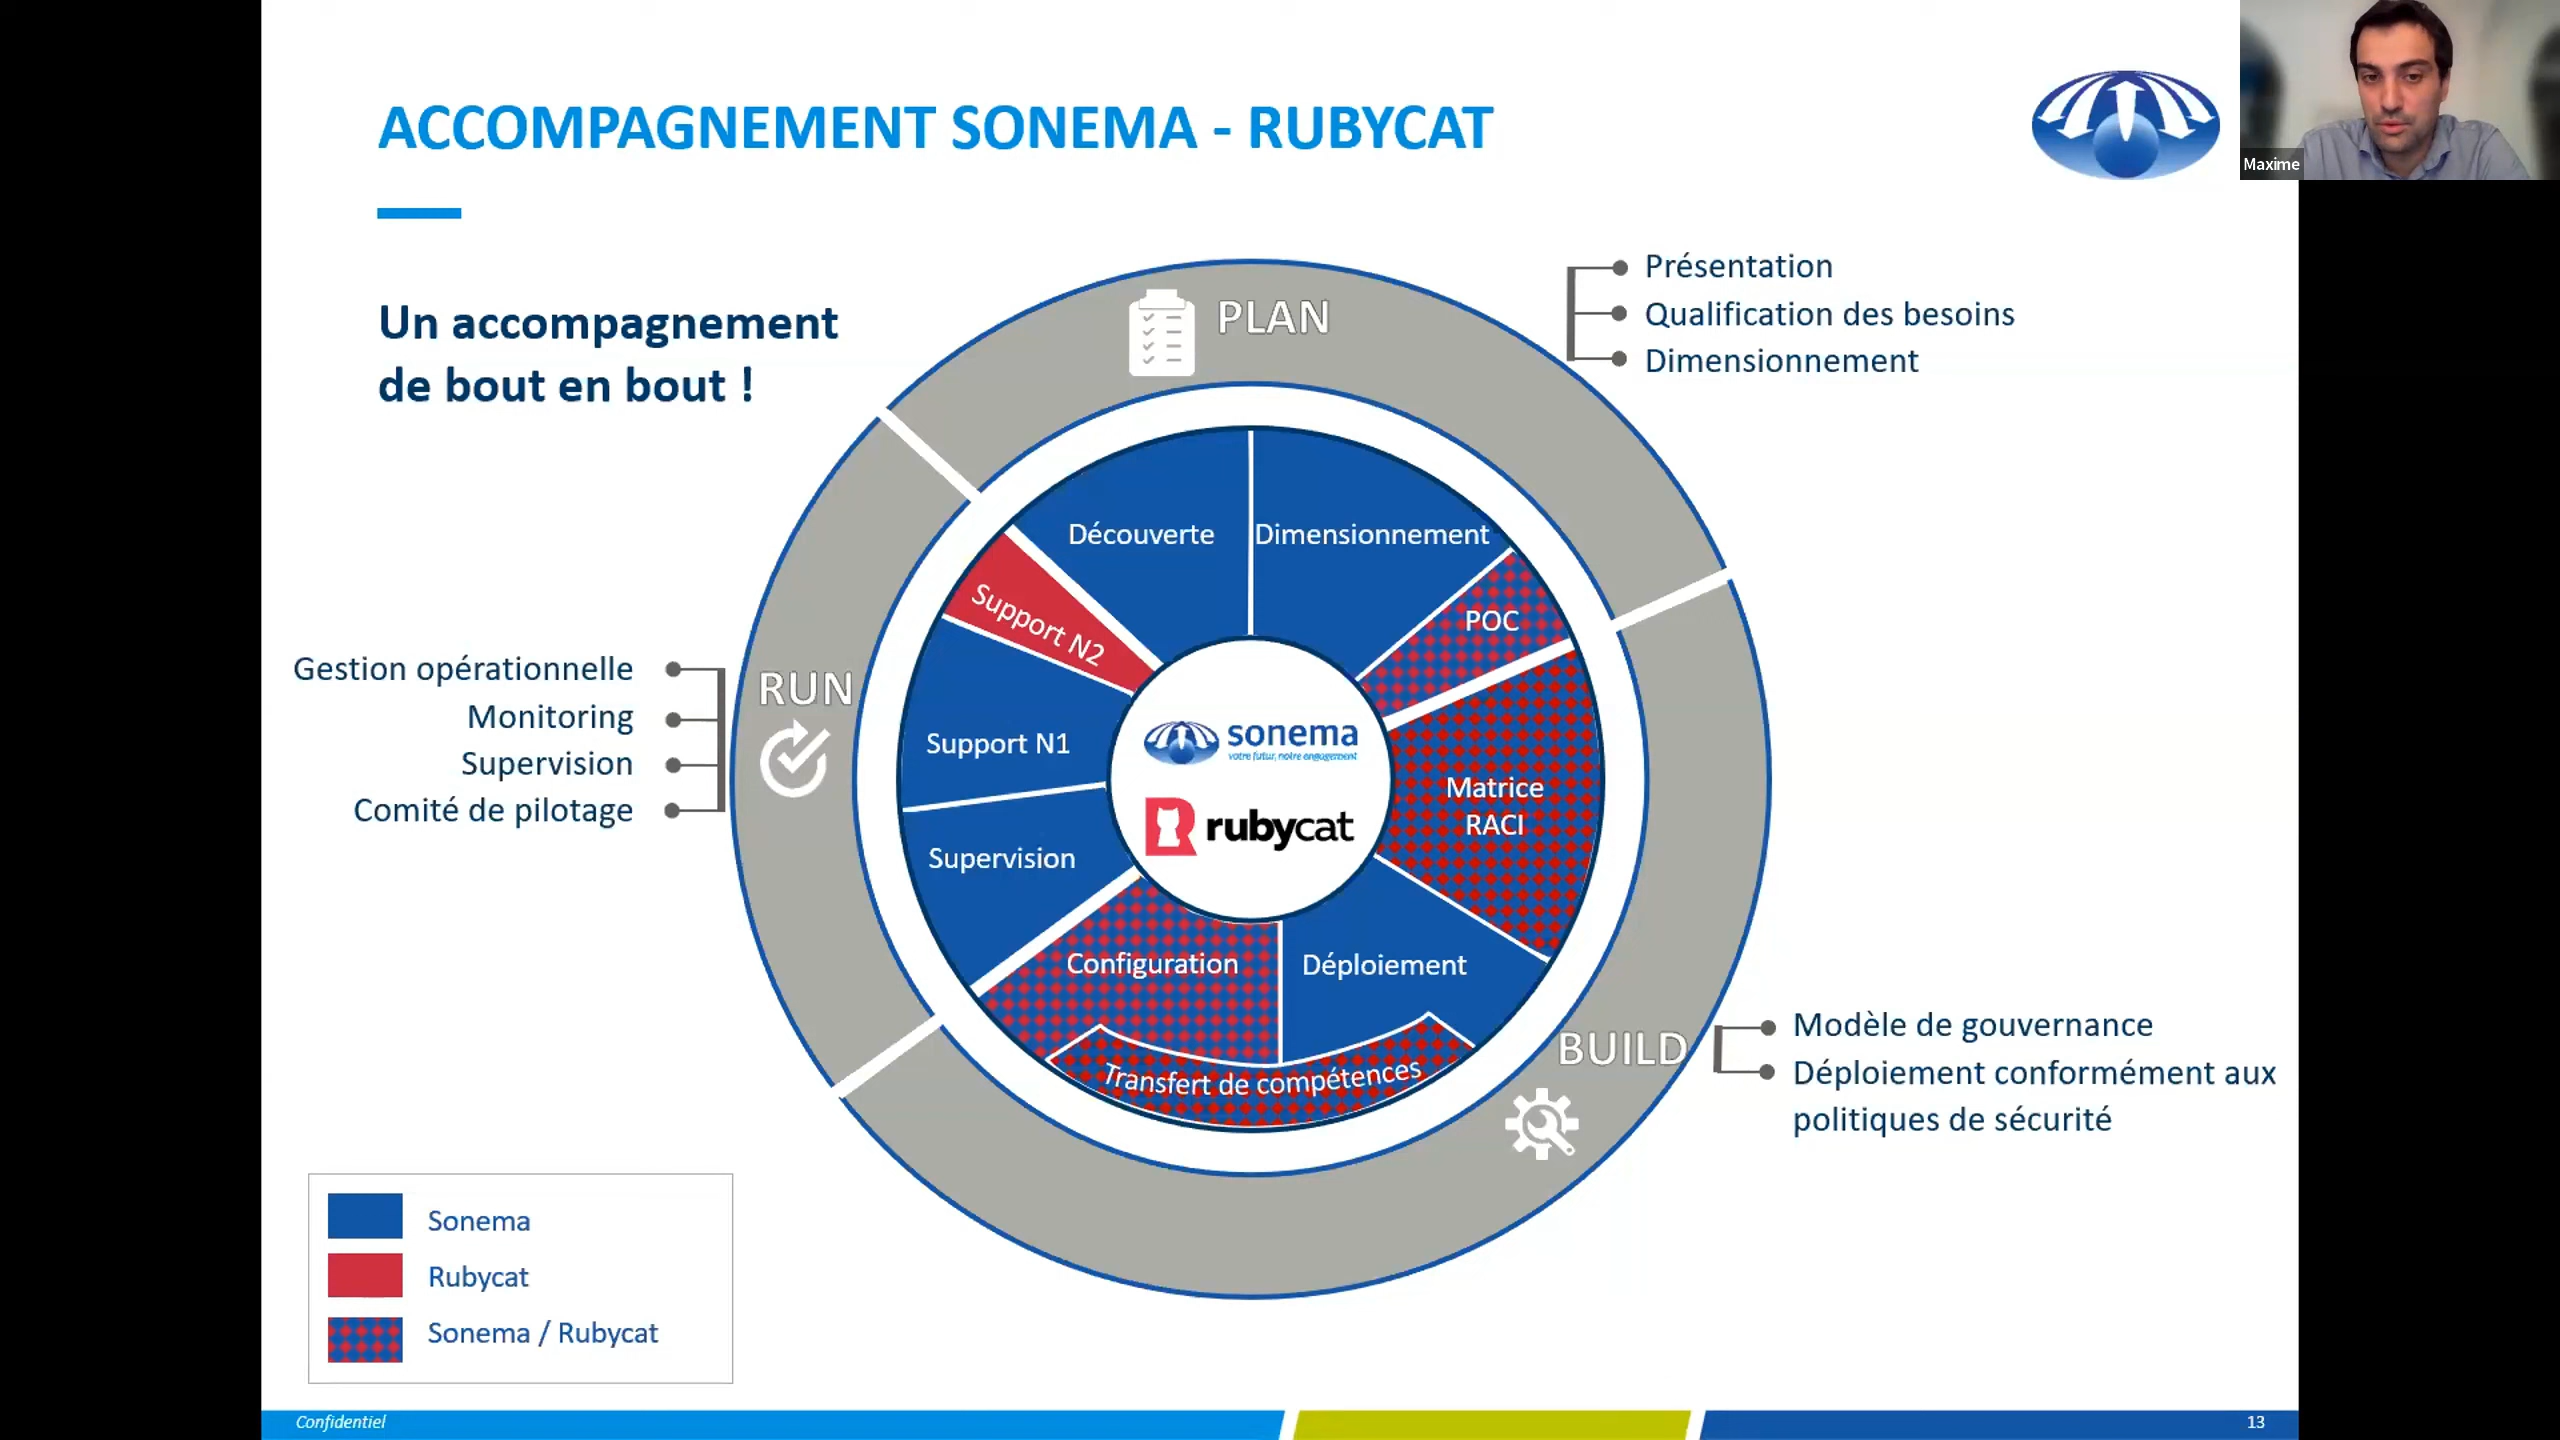 ACCOMPAGNEMENT SONEMA - RUBYCAT
Maxime
Un accompagnement
de bout en bout !
PLAN
Présentation
Qualification des besoins
Dimensionnement
Découverte
Dimensionnement
POC
Support N2
Support N1
Supervision
Matrice
RACI
Configuration
Déploiement
Transfert de compétences
sonema
votre futur, notre engagement
rubycat
RUN
Gestion opérationnelle
Monitoring
Supervision
Comité de pilotage
BUILD
Modèle de gouvernance
Déploiement conformément aux
politiques de sécurité
Sonema
Rubycat
Sonema / Rubycat
Confidentiel
13